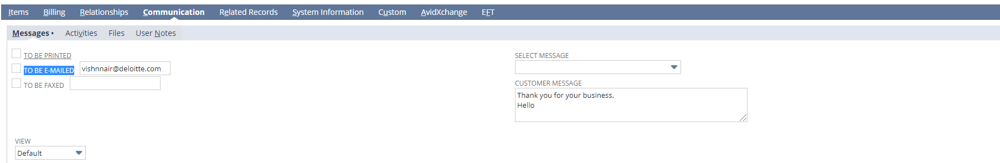 Items Billing Relationships Communication Related Records System Information Custom AvidXchange EFT
Messages • Activities Files User Notes
TO BE PRINTED
TO BE E-MAILED vishnnair@deloitte.com
TO BE FAXED
SELECT MESSAGE
CUSTOMER MESSAGE
Thank you for your business.
Hello
VIEW
Default